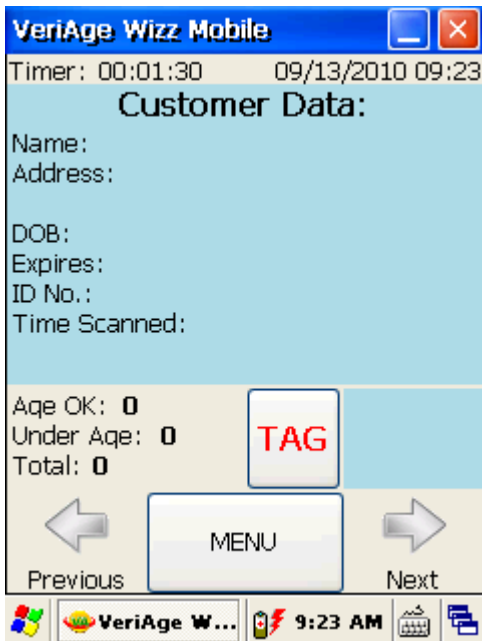 VeriAge Wizz Mobile
Timer: 00:01:30 09/13/2010 09:23
Customer Data:
Name:
Address:
DOB:
Expires:
ID No.:
Time Scanned:
Age OK: 0
Under Age: 0
Total: 0
TAG
MENU
Previous
Next
VeriAge W... 9:23 AM